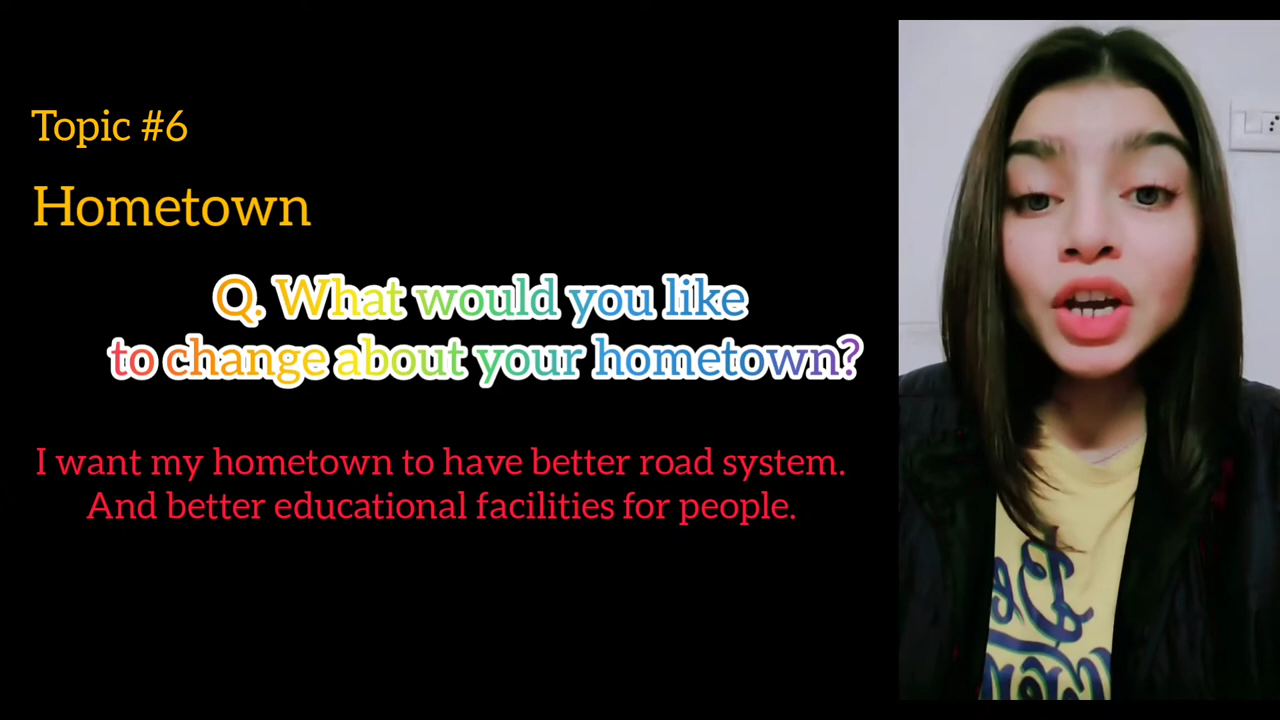 Topic #6
Hometown
Q. What would you like
to change about your hometown?
I want my hometown to have better road system.
And better educational facilities for people.